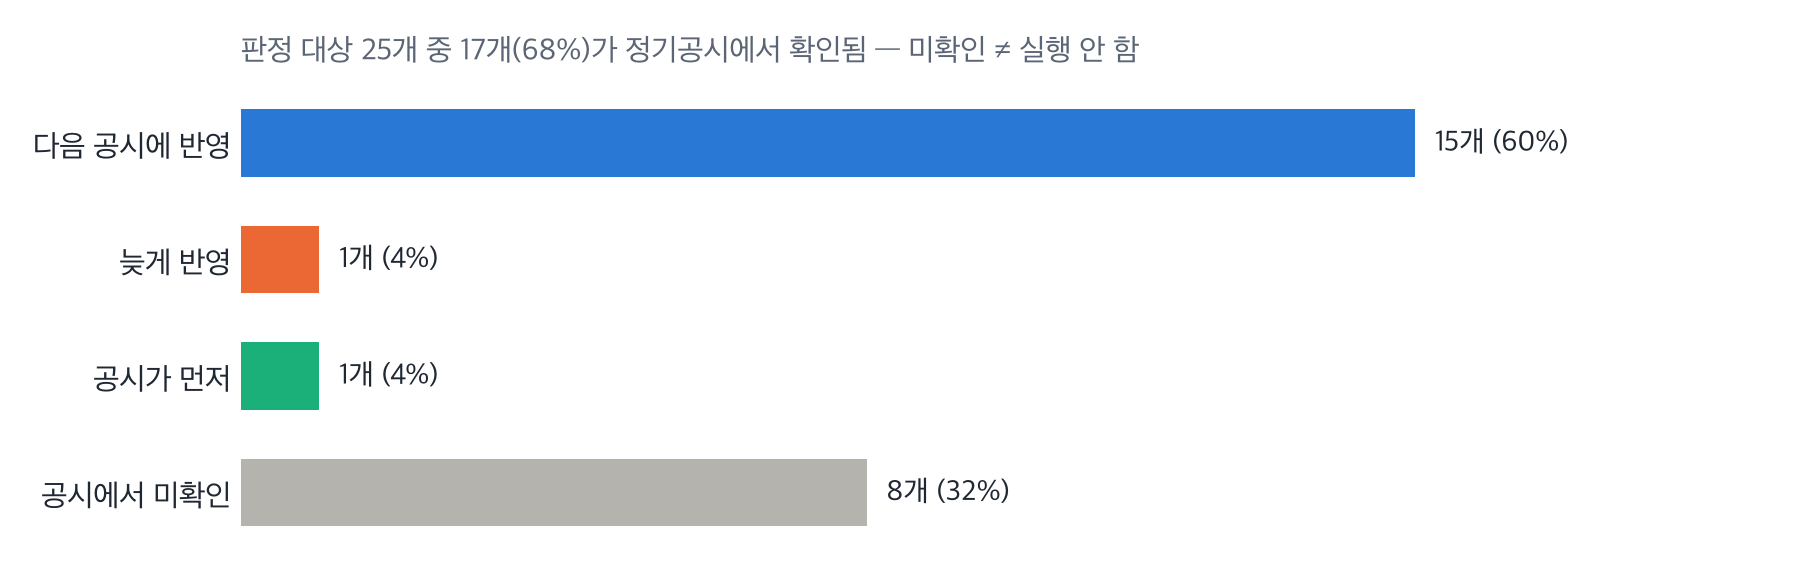 판정 대상 25개 중 17개(68%)가 정기공시에서 확인됨 — 미확인 ≠ 실행 안 함
다음 공시에 반영 15개 (60%)
늦게 반영 1개 (4%)
공시가 먼저 1개 (4%)
공시에서 미확인 8개 (32%)